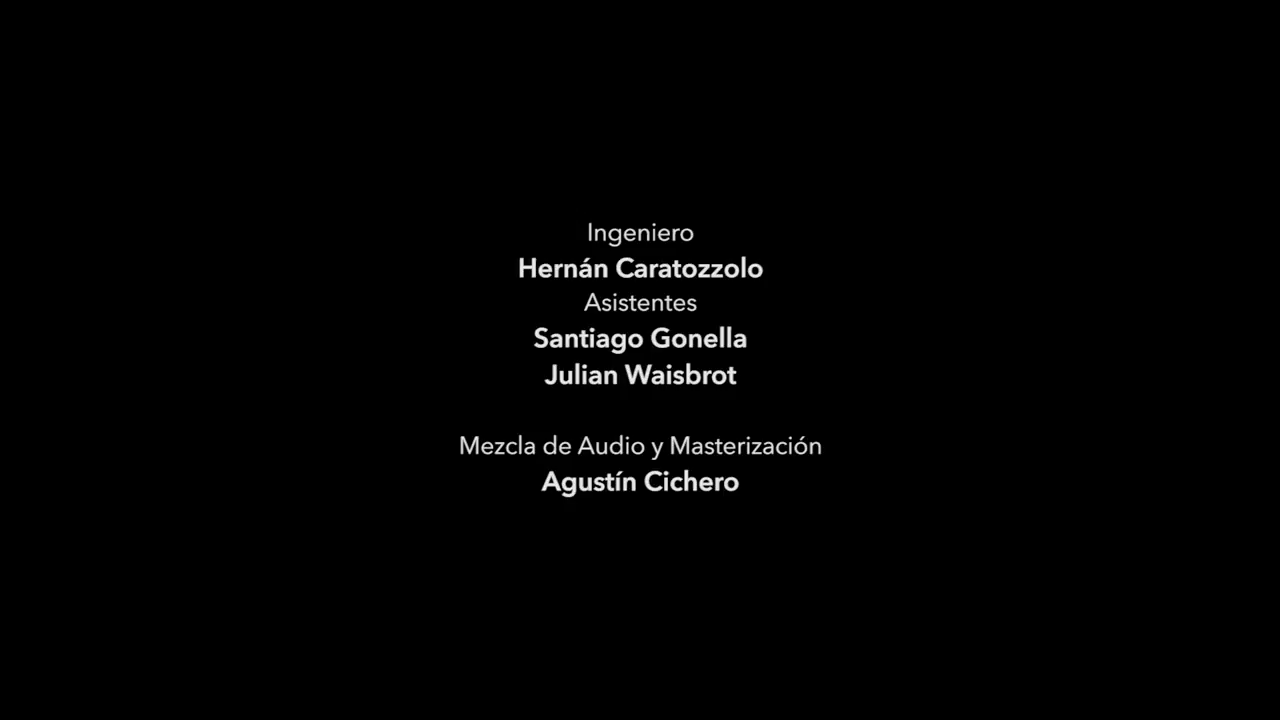 Ingeniero
Hernán Caratozzolo
Asistentes
Santiago Gonella
Julian Waisbrot
Mezcla de Audio y Masterización
Agustín Cichero